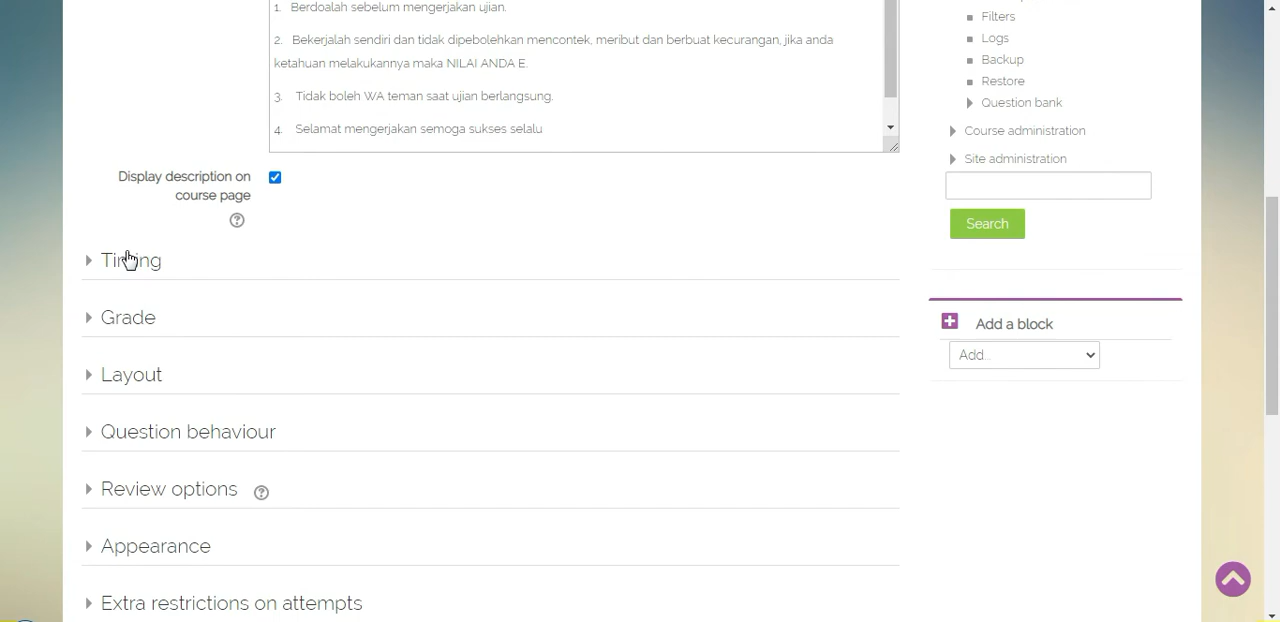 1. Berdoalah sebelum mengerjakan ujian.
2. Bekerjalah sendiri dan tidak dipebolehkan mencontek, meribut dan berbuat kecurangan, jika anda
ketahuan melakukannya maka NILAI ANDA E.
3. Tidak boleh WA teman saat ujian berlangsung.
4. Selamat mengerjakan semoga sukses selalu
Display description on
course page
Timing
Grade
Layout
Question behaviour
Review options
Appearance
Extra restrictions on attempts
Filters
Logs
Backup
Restore
Question bank
Course administration
Site administration
Search
Add a block
Add...